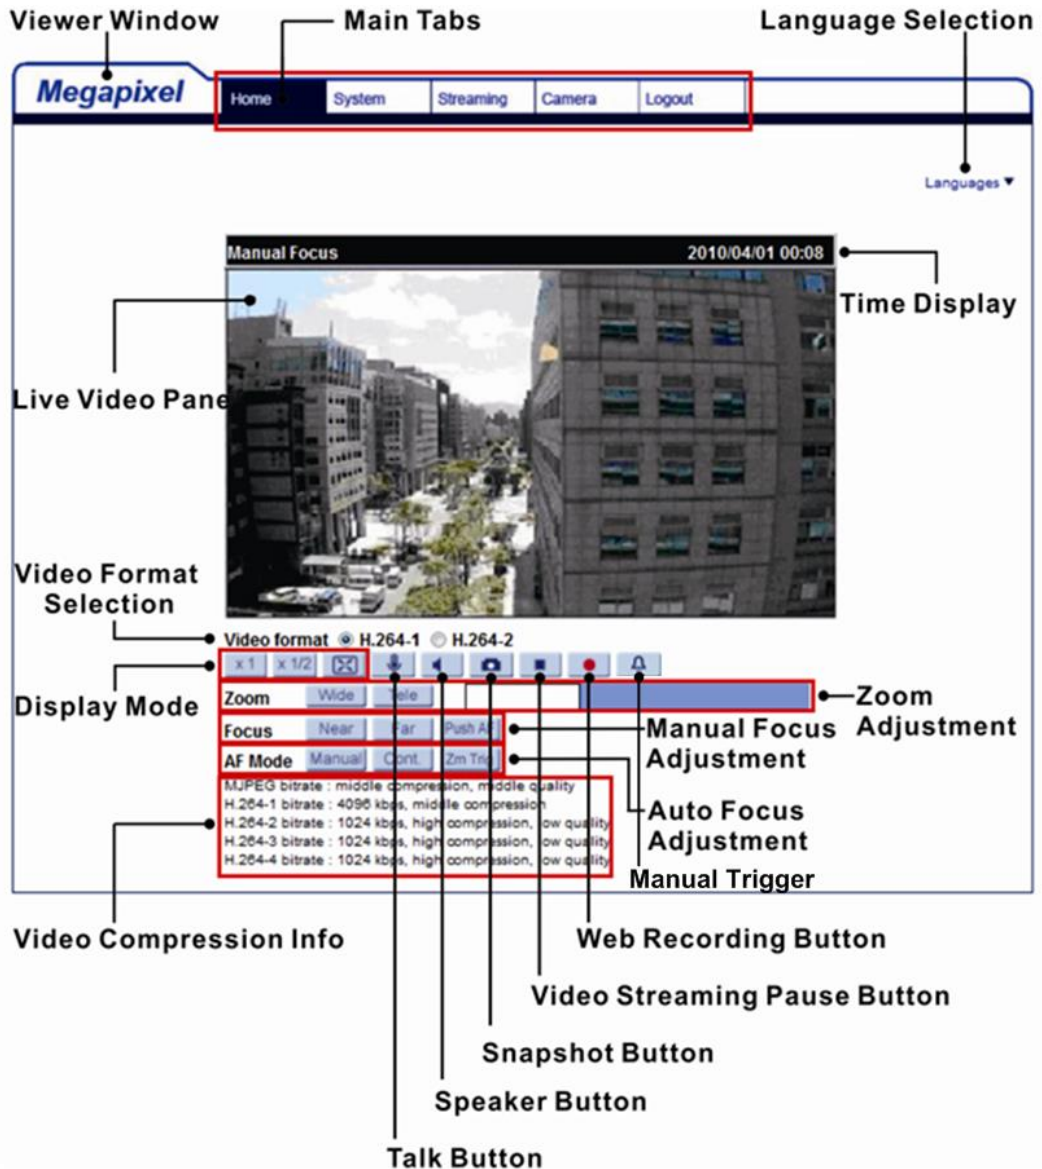 Viewer Window
Main Tabs
Language Selection
Megapixel
Home
System
Streaming
Camera
Logout
Languages ▼
Manual Focus
2010/04/01 00:08
Time Display
Live Video Pane
Video Format
Selection
Video format H.264-1 H.264-2
x 1
x 1/2
Display Mode
Zoom
Wide
Tele
Zoom
Adjustment
Focus
Near
Far
Push AF
Manual Focus
Adjustment
AF Mode
Manual
Cont.
Zm Trig
MJPEG bitrate : middle compression, middle quality
H.264-1 bitrate : 4096 kbps, middle compression
H.264-2 bitrate : 1024 kbps, high compression, low quality
H.264-3 bitrate : 1024 kbps, high compression, low quality
H.264-4 bitrate : 1024 kbps, high compression, low quality
Auto Focus
Adjustment
Manual Trigger
Video Compression Info
Web Recording Button
Video Streaming Pause Button
Snapshot Button
Speaker Button
Talk Button